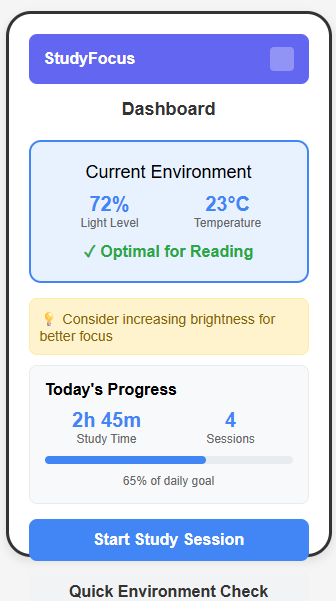 StudyFocus
Dashboard
Current Environment
72%
Light Level
23°C
Temperature
✓ Optimal for Reading
💡 Consider increasing brightness for
better focus
Today's Progress
2h 45m
Study Time
4
Sessions
65% of daily goal
Start Study Session
Quick Environment Check